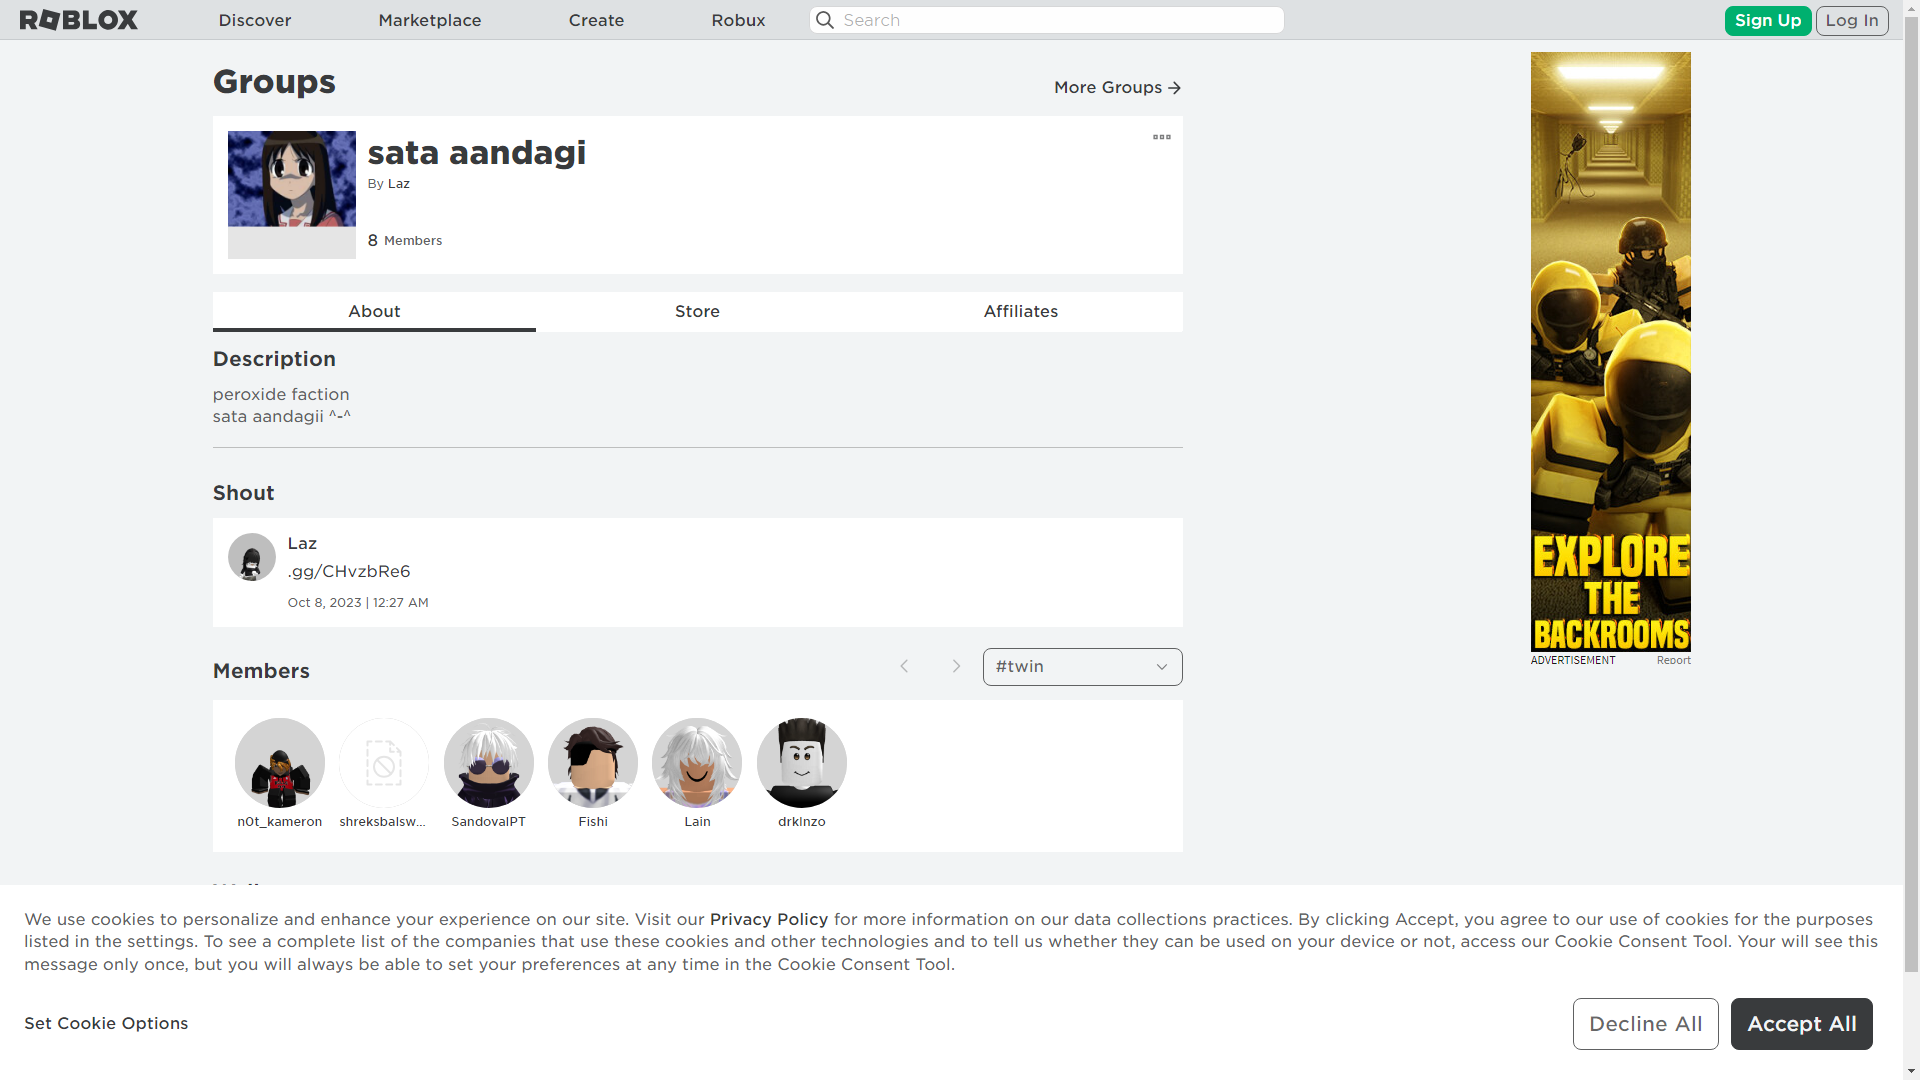 ROBLOX
Discover
Marketplace
Create
Robux
Search
Sign Up
Log In
Groups
More Groups
sata aandagi
By Laz
8 Members
About
Store
Affiliates
Description
peroxide faction
sata aandagii ^-^
Shout
Laz
.gg/CHvzbRe6
Oct 8, 2023 | 12:27 AM
Members
#twin
n0t_kameron
shreksbalsw...
SandovalPT
Fishi
Lain
EXPLORE
THE
BACKROOMS
ADVERTISEMENT
Report
We use cookies to personalize and enhance your experience on our site. Visit our Privacy Policy for more information on our data collections practices. By clicking Accept, you agree to our use of cookies for the purposes
listed in the settings. To see a complete list of the companies that use these cookies and other technologies and to tell us whether they can be used on your device or not, access our Cookie Consent Tool. Your will see this
message only once, but you will always be able to set your preferences at any time in the Cookie Consent Tool.
Set Cookie Options
Decline All
Accept All